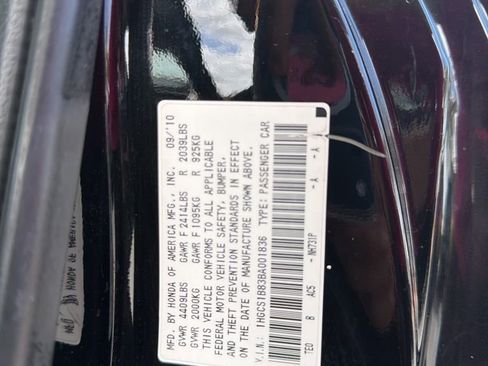 MFD. BY HONDA OF AMERICA MFG., INC. 09/'10
GVWR 4409LBS GAWR F 2414LBS R 2039LBS
GVWR 2000KG GAWR F 1095KG R 925KG
THIS VEHICLE CONFORMS TO ALL APPLICABLE
FEDERAL MOTOR VEHICLE SAFETY, BUMPER,
AND THEFT PREVENTION STANDARDS IN EFFECT
ON THE DATE OF MANUFACTURE SHOWN ABOVE.
V.I.N.: 1HGCS1B83BA001836 TYPE: PASSENGER CAR
TE0 B AC5 NH731P -A -A